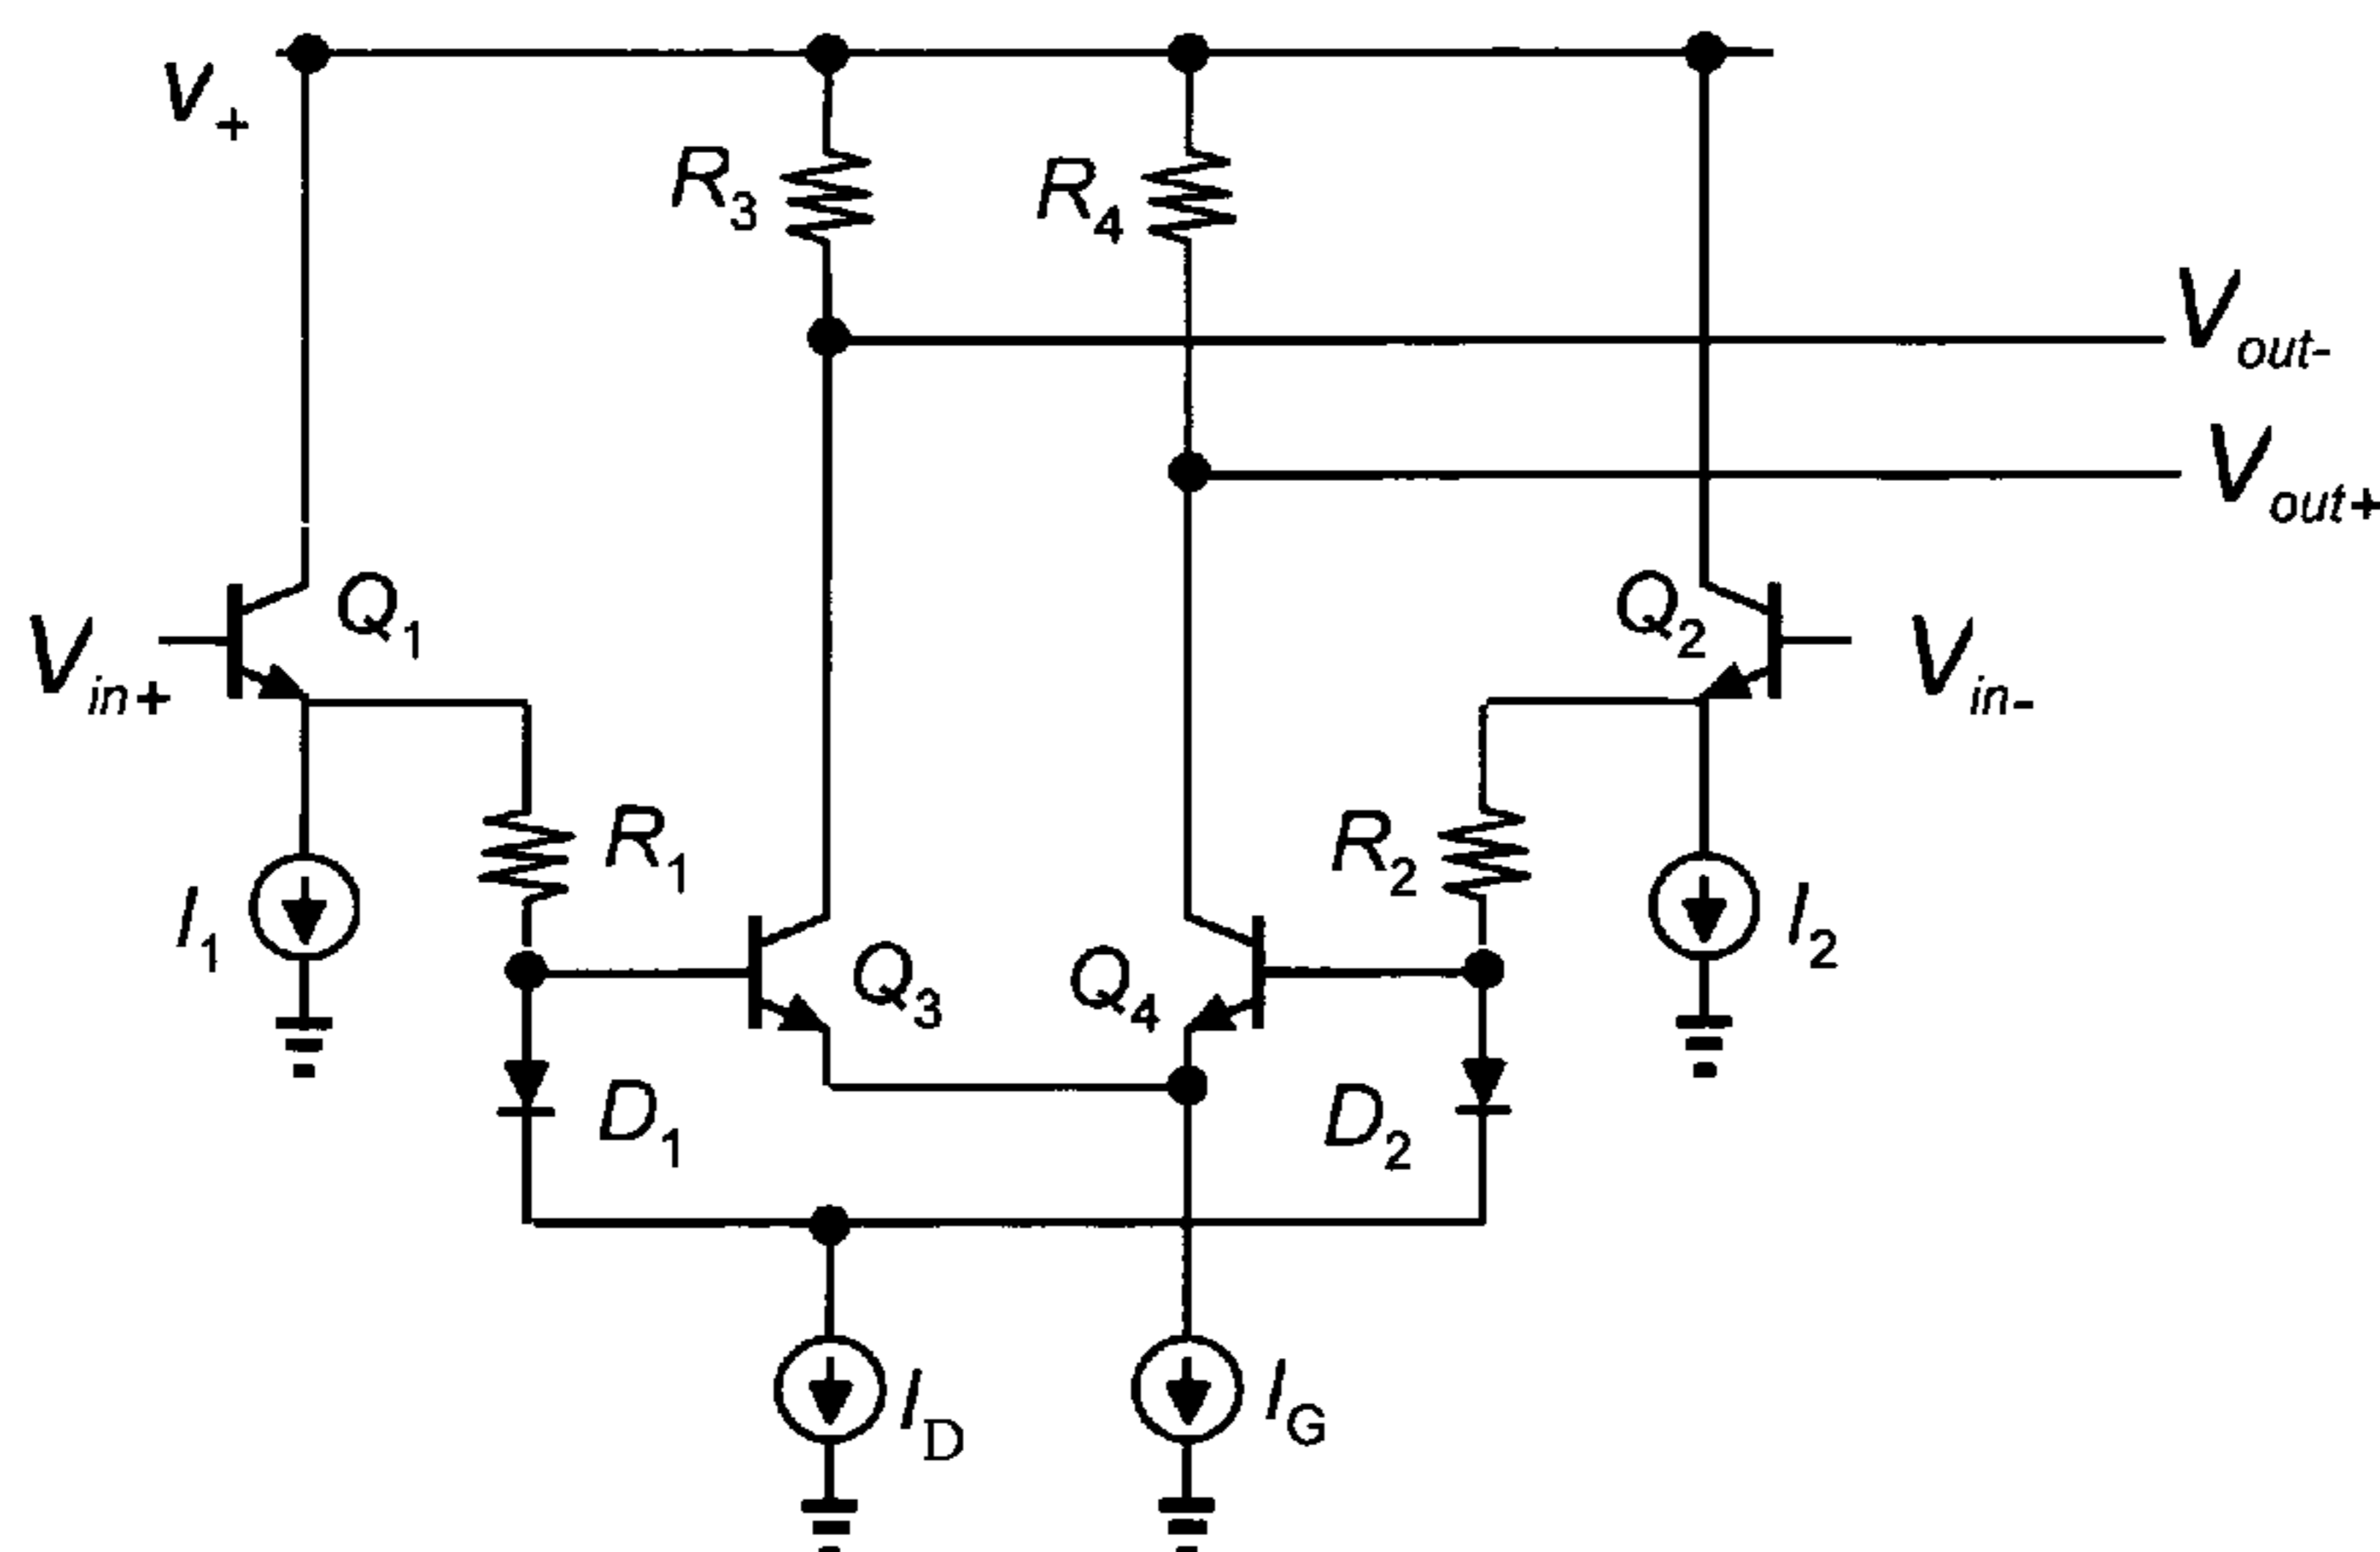 V+
R3
R4
Vout-
Vout+
Q1
Q2
Vin+
Vin-
R1
R2
I1
I2
Q3
Q4
D1
D2
ID
IG